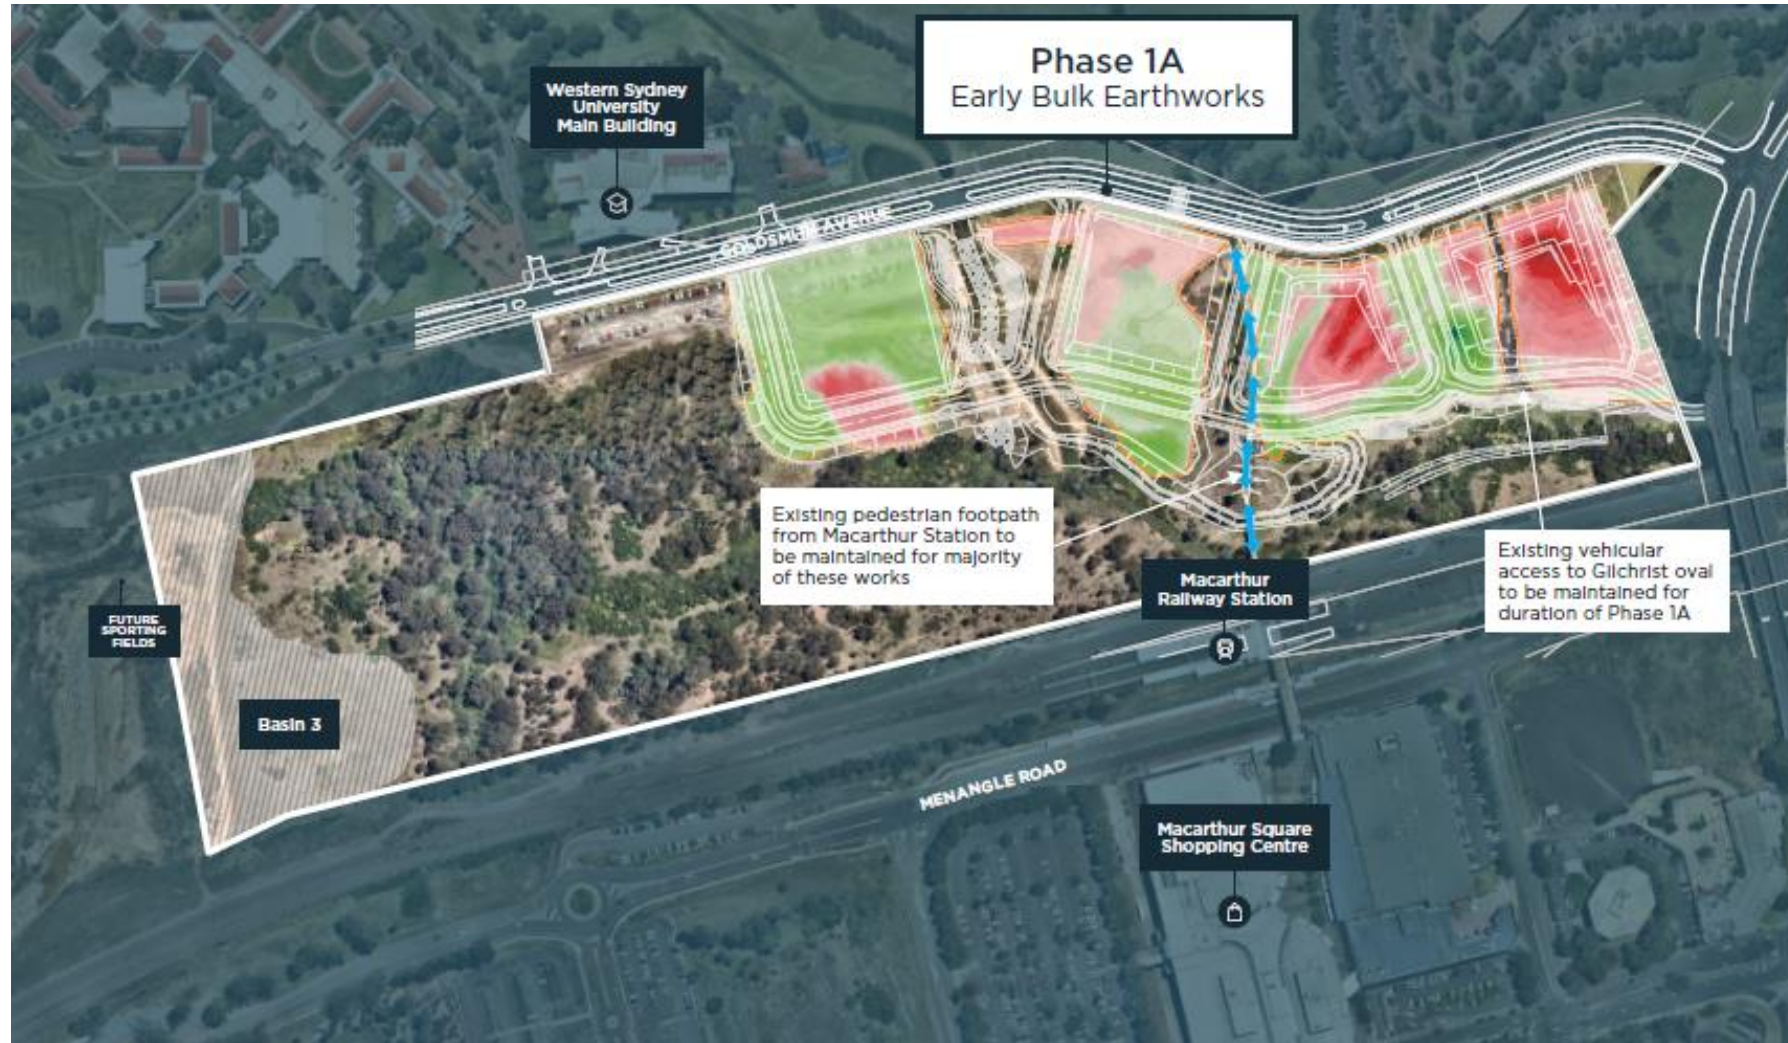 Phase 1A
Early Bulk Earthworks
Western Sydney
University
Main Building
GOLDSMITH AVENUE
Existing pedestrian footpath
from Macarthur Station to
be maintained for majority
of these works
Existing vehicular
access to Gilchrist oval
to be maintained for
duration of Phase 1A
Macarthur
Railway Station
FUTURE
SPORTING
FIELDS
Basin 3
MENANGLE ROAD
Macarthur Square
Shopping Centre